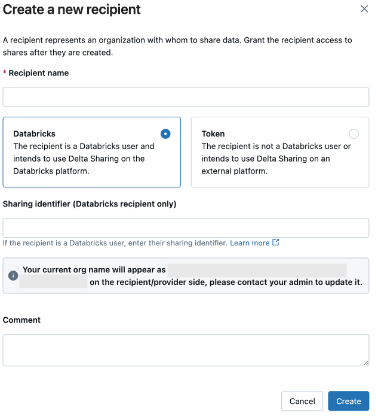 Create a new recipient
A recipient represents an organization with whom to share data. Grant the recipient access to
shares after they are created.
* Recipient name
Databricks
The recipient is a Databricks user and
intends to use Delta Sharing on the
Databricks platform.
Token
The recipient is not a Databricks user or
intends to use Delta Sharing on an
external platform.
Sharing identifier (Databricks recipient only)
If the recipient is a Databricks user, enter their sharing identifier. Learn more
Your current org name will appear as
on the recipient/provider side, please contact your admin to update it.
Comment
Cancel
Create